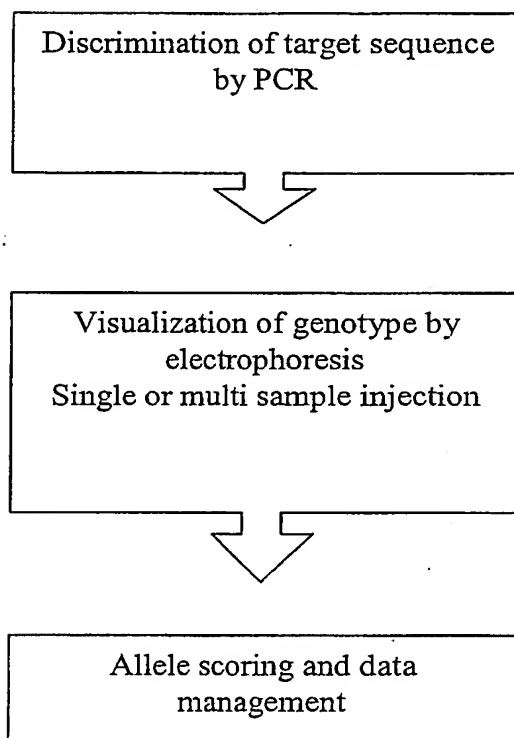 Discrimination of target sequence
by PCR
Visualization of genotype by
electrophoresis
Single or multi sample injection
Allele scoring and data
management